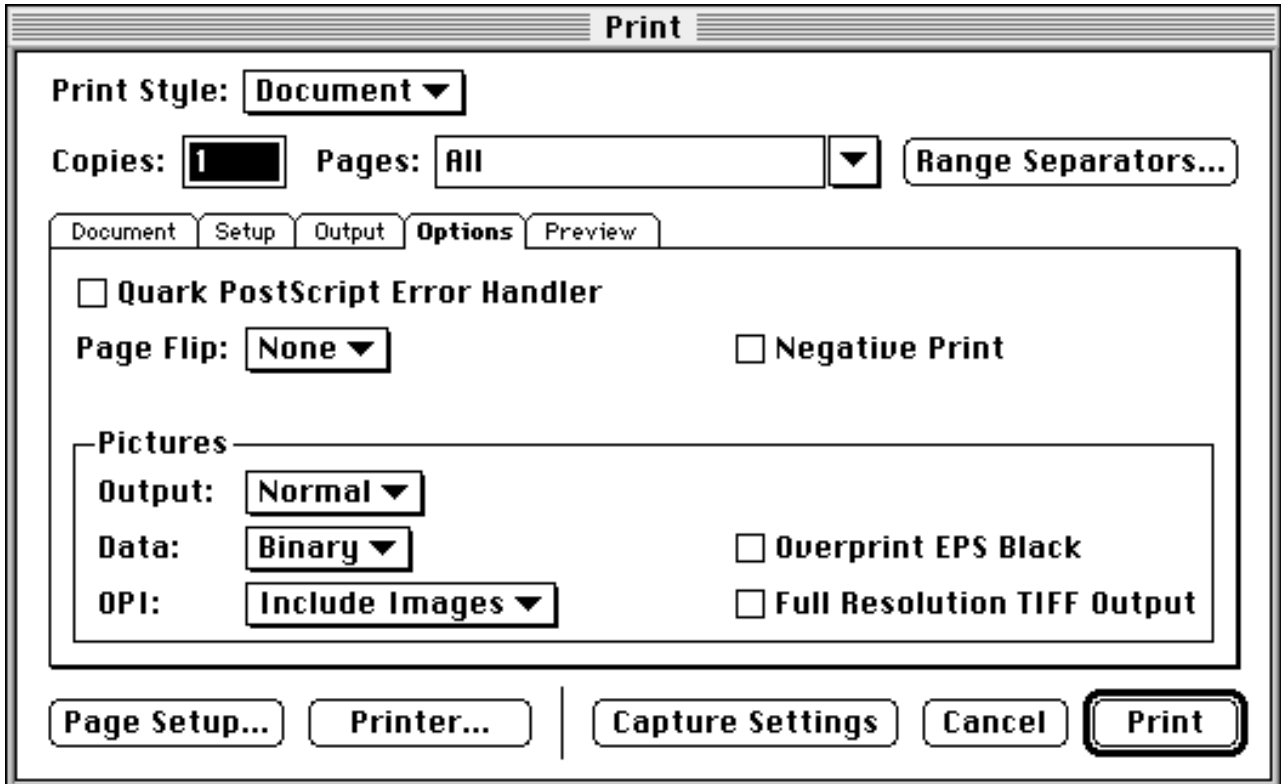 Print
Print Style: Document
Copies: 1 Pages: All Range Separators...
Document Setup Output Options Preview
Quark PostScript Error Handler
Page Flip: None Negative Print
Pictures
Output: Normal
Data: Binary Overprint EPS Black
OPI: Include Images Full Resolution TIFF Output
Page Setup... Printer... Capture Settings Cancel Print